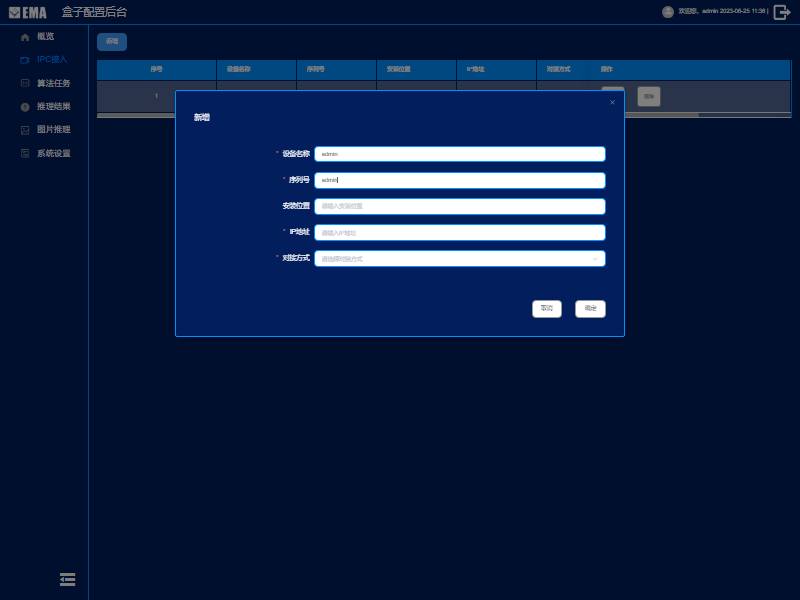 EMA 盒子配置后台
欢迎您, admin 2023-06-25 11:36 |
概览
IPC接入
算法任务
推理结果
图片推理
系统设置
新增
序号 设备名称 序列号 安装位置 IP地址 对接方式 操作
1 删除
新增
* 设备名称 admin
* 序列号 admin
安装位置 请输入安装位置
* IP地址 请输入IP地址
* 对接方式 请选择对接方式
取消 确定